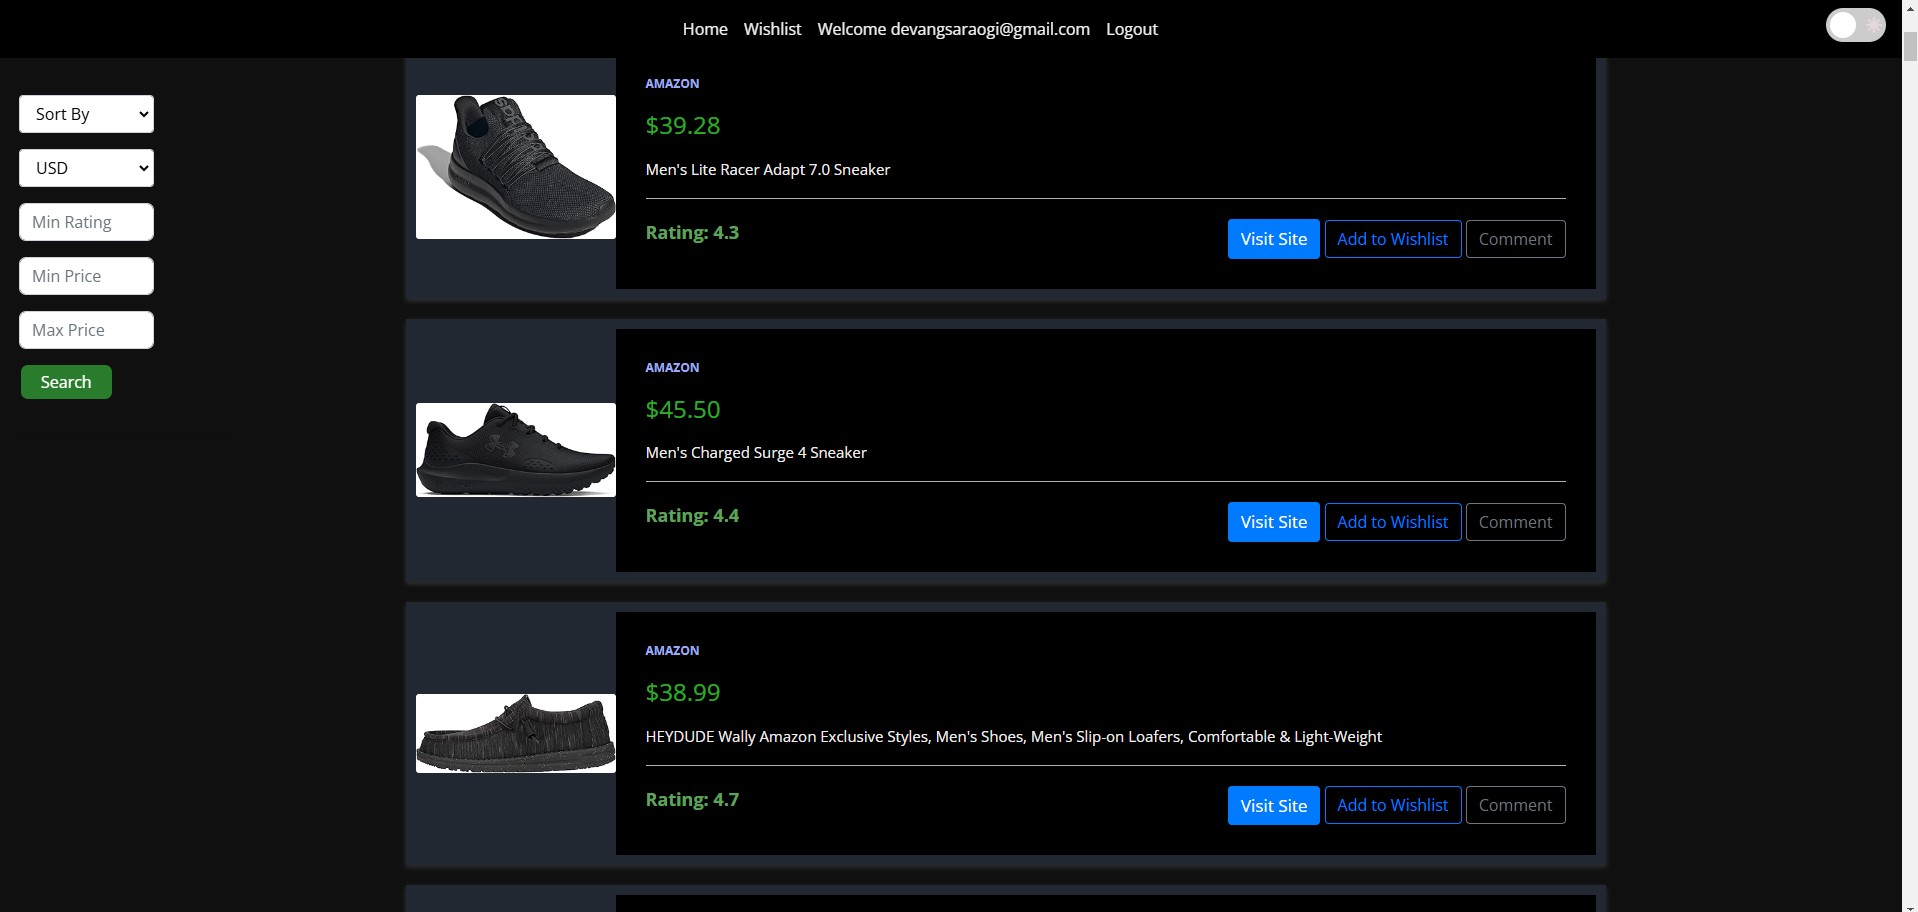 Home Wishlist Welcome devangsaraogi@gmail.com Logout
Sort By
USD
Min Rating
Min Price
Max Price
Search
AMAZON
$39.28
Men's Lite Racer Adapt 7.0 Sneaker
Rating: 4.3
Visit Site Add to Wishlist Comment
AMAZON
$45.50
Men's Charged Surge 4 Sneaker
Rating: 4.4
Visit Site Add to Wishlist Comment
AMAZON
$38.99
HEYDUDE Wally Amazon Exclusive Styles, Men's Shoes, Men's Slip-on Loafers, Comfortable & Light-Weight
Rating: 4.7
Visit Site Add to Wishlist Comment